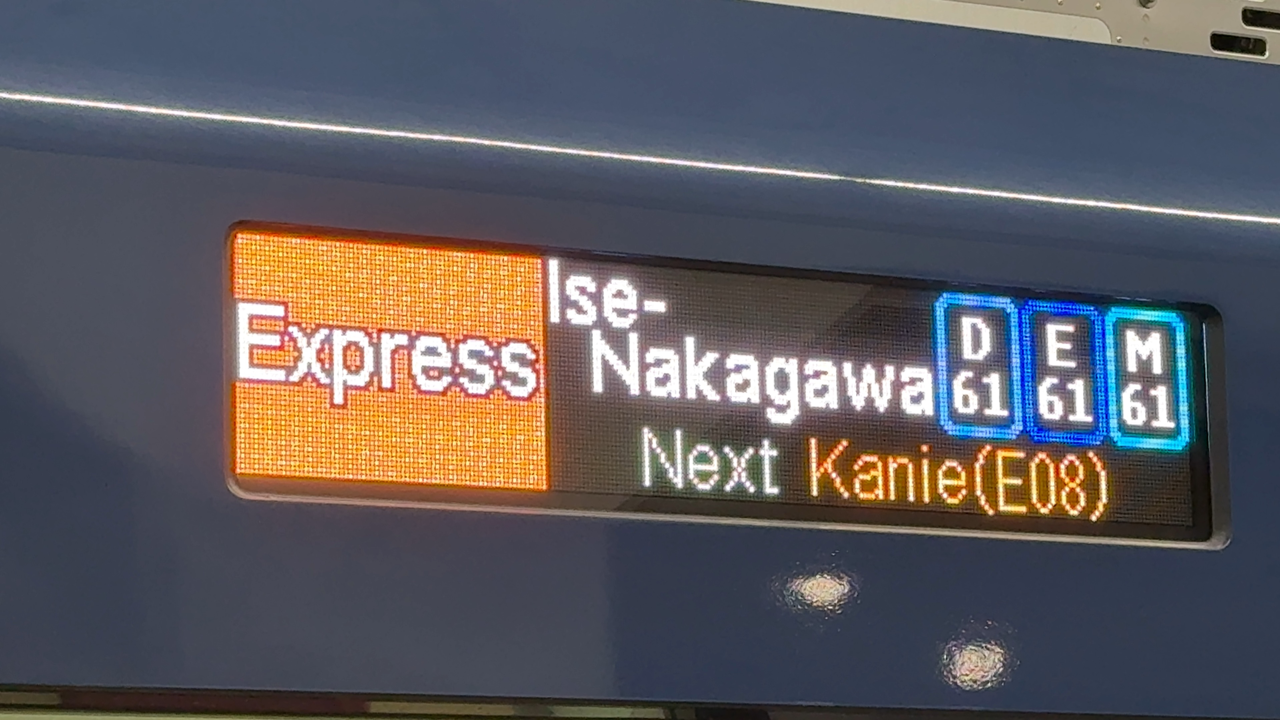 Express
Ise-
Nakagawa
D 61
E 61
M 61
Next Kanie(E08)